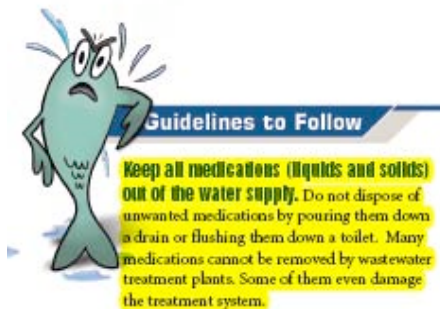 Guidelines to Follow
Keep all medications (liquids and solids)
out of the water supply. Do not dispose of
unwanted medications by pouring them down
a drain or flushing them down a toilet. Many
medications cannot be removed by wastewater
treatment plants. Some of them even damage
the treatment system.